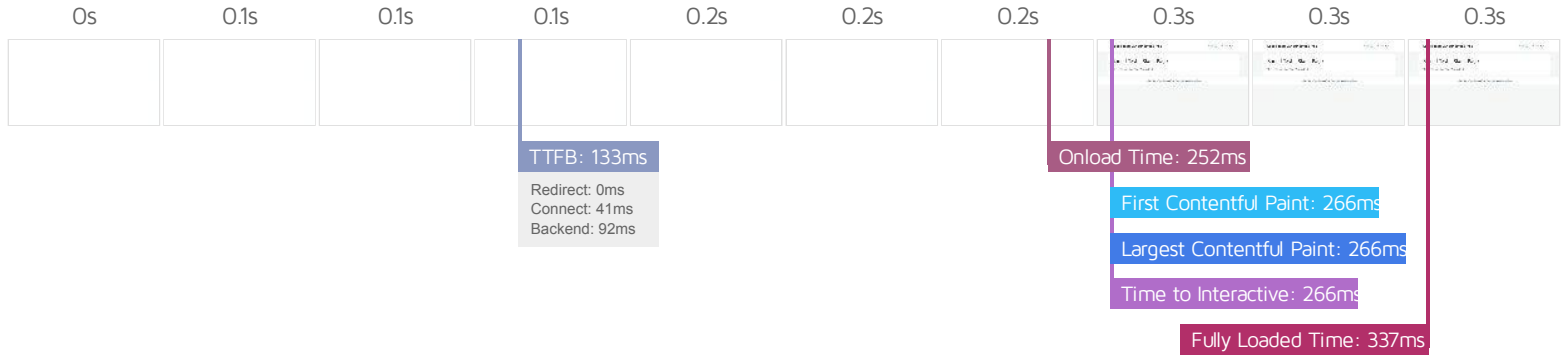 0s 0.1s 0.1s 0.1s 0.2s 0.2s 0.2s 0.3s 0.3s 0.3s
TTFB: 133ms
Onload Time: 252ms
Redirect: 0ms
Connect: 41ms
Backend: 92ms
First Contentful Paint: 266ms
Largest Contentful Paint: 266ms
Time to Interactive: 266ms
Fully Loaded Time: 337ms